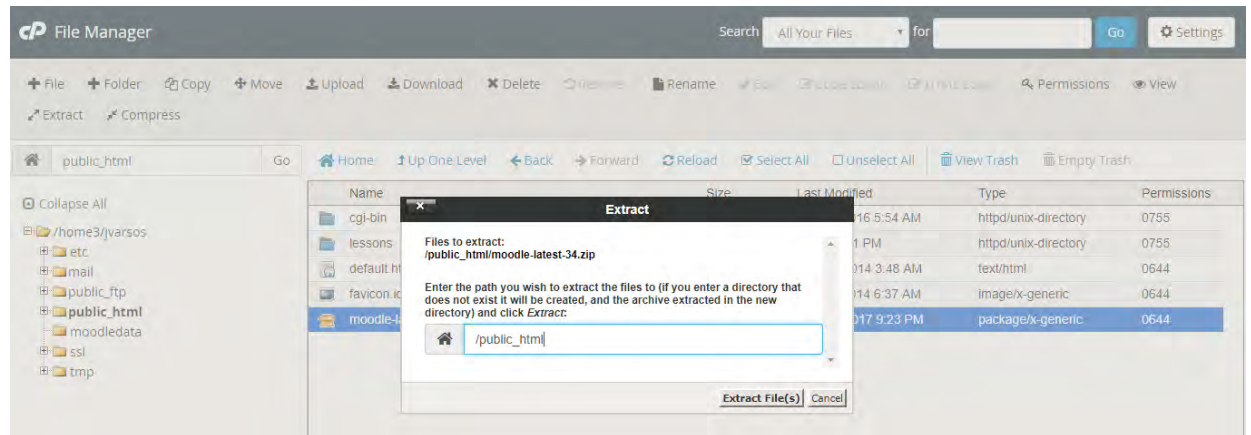 cP File Manager
Search All Your Files for Go Settings
File Folder Copy Move Upload Download Delete Rename Permissions View
Extract Compress
public_html Go Home Up One Level Back Forward Reload Select All Unselect All View Trash Empty Trash
Name Size Last Modified Type Permissions
Collapse All
/home3/jvarsos
etc
mail
public_ftp
public_html
moodledata
ssl
tmp
cgi-bin 016 5:54 AM httpd/unix-directory 0755
lessons 1 PM httpd/unix-directory 0755
default.ht 014 3:48 AM text/html 0644
favicon.ic 014 6:37 AM image/x-generic 0644
moodle-l 017 9:23 PM package/x-generic 0644
Extract
Files to extract:
/public_html/moodle-latest-34.zip
Enter the path you wish to extract the files to (if you enter a directory that
does not exist it will be created, and the archive extracted in the new
directory) and click Extract:
/public_html
Extract File(s) Cancel